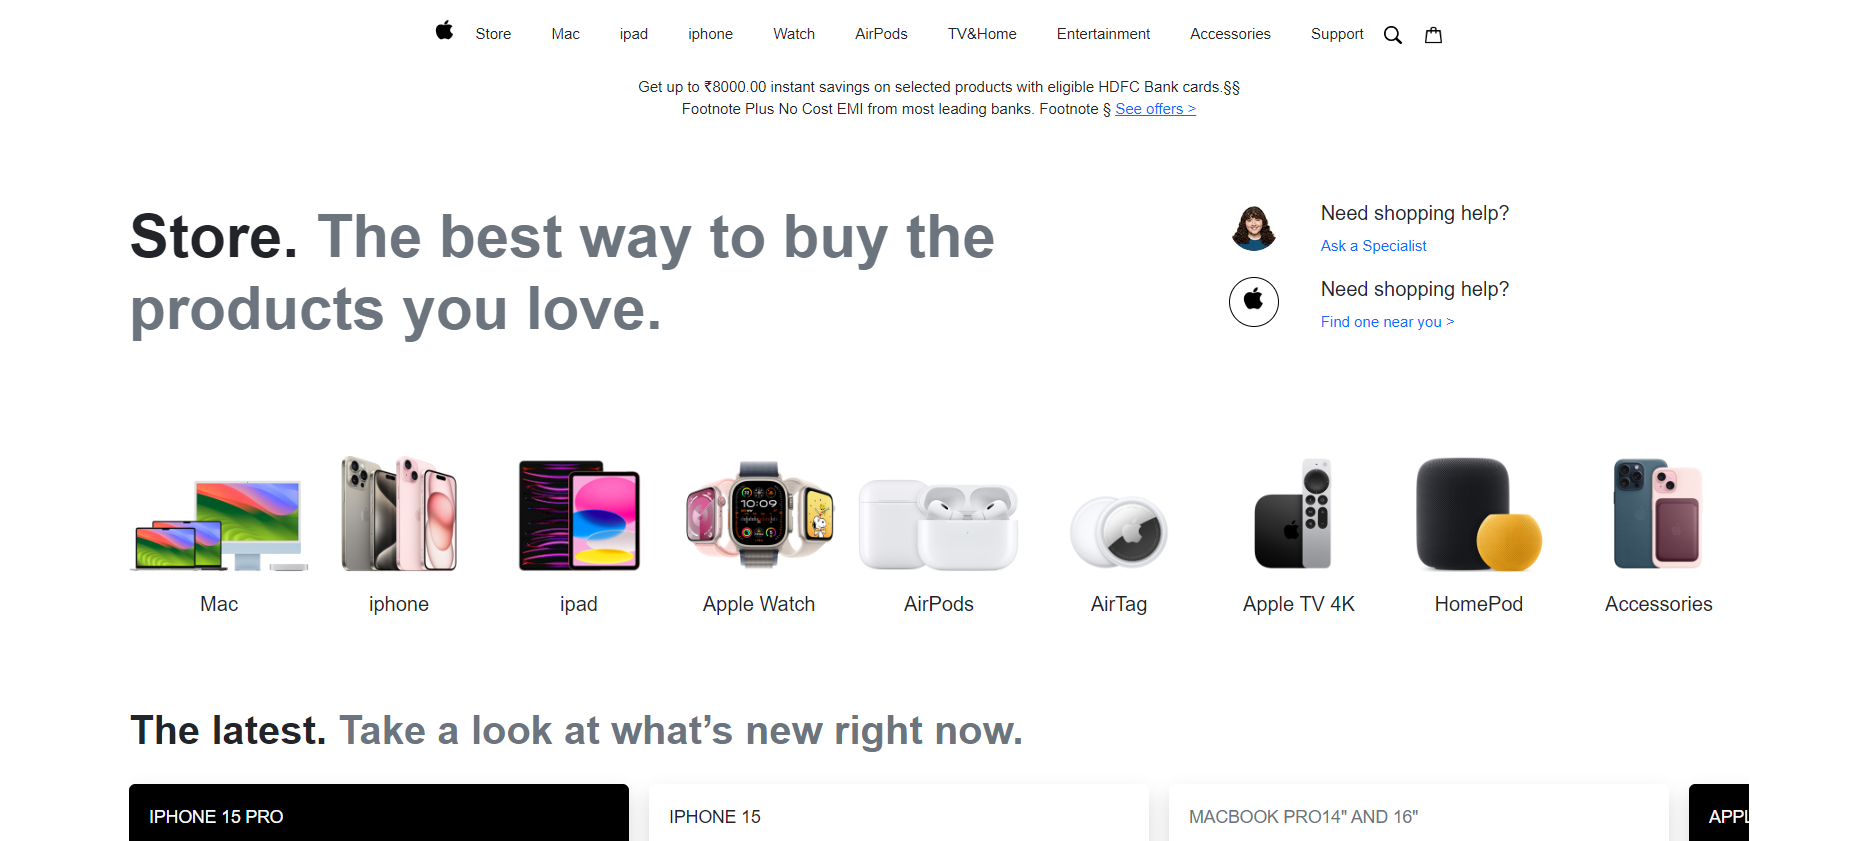 Store Mac ipad iphone Watch AirPods TV&Home Entertainment Accessories Support
Get up to ₹8000.00 instant savings on selected products with eligible HDFC Bank cards.§§
Footnote Plus No Cost EMI from most leading banks. Footnote § See offers >
Store. The best way to buy the
products you love.
Need shopping help?
Ask a Specialist
Need shopping help?
Find one near you >
10:09
Mac iphone ipad Apple Watch AirPods AirTag Apple TV 4K HomePod Accessories
The latest. Take a look at what’s new right now.
IPHONE 15 PRO
IPHONE 15
MACBOOK PRO14" AND 16"
APPL